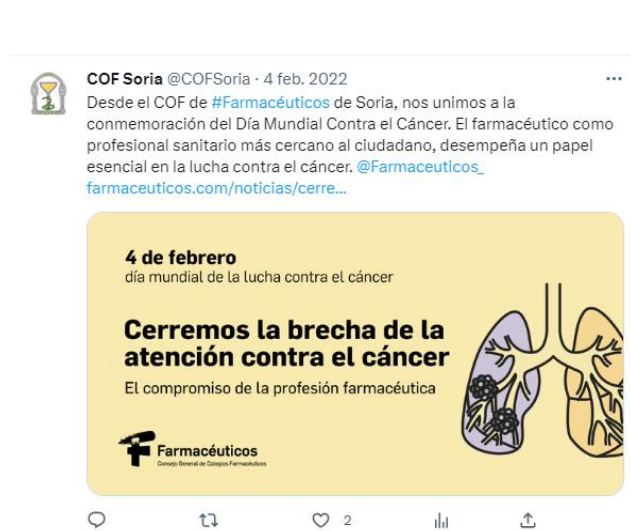 COF Soria @COFSoria · 4 feb. 2022
Desde el COF de #Farmacéuticos de Soria, nos unimos a la
conmemoración del Día Mundial Contra el Cáncer. El farmacéutico como
profesional sanitario más cercano al ciudadano, desempeña un papel
esencial en la lucha contra el cáncer. @Farmaceuticos_
farmaceuticos.com/noticias/cerre...
4 de febrero
día mundial de la lucha contra el cáncer
Cerremos la brecha de la
atención contra el cáncer
El compromiso de la profesión farmacéutica
Farmacéuticos
Consejo General de Colegios Farmacéuticos
2